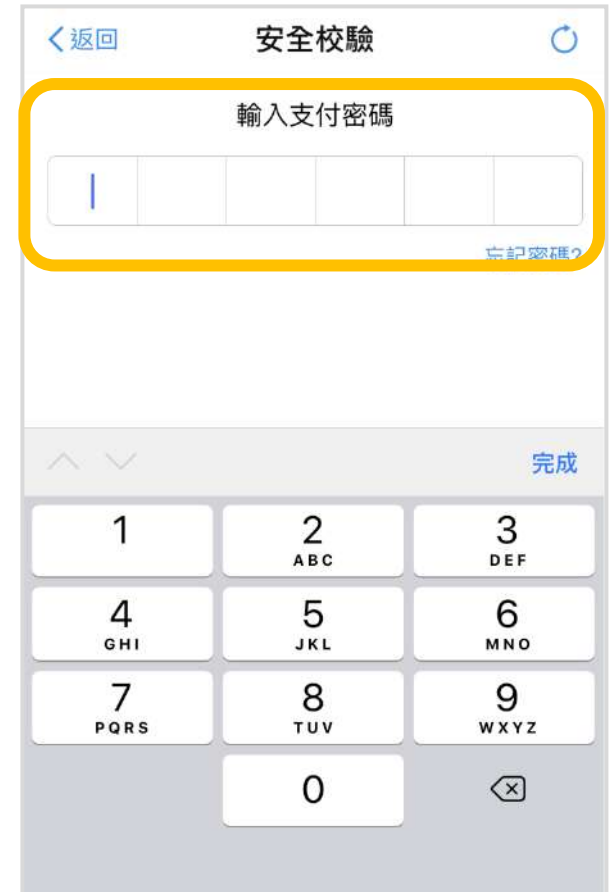 返回 安全校驗
輸入支付密碼
忘記密碼?
完成
1 2 3
ABC DEF
4 5 6
GHI JKL MNO
7 8 9
PQRS TUV WXYZ
0